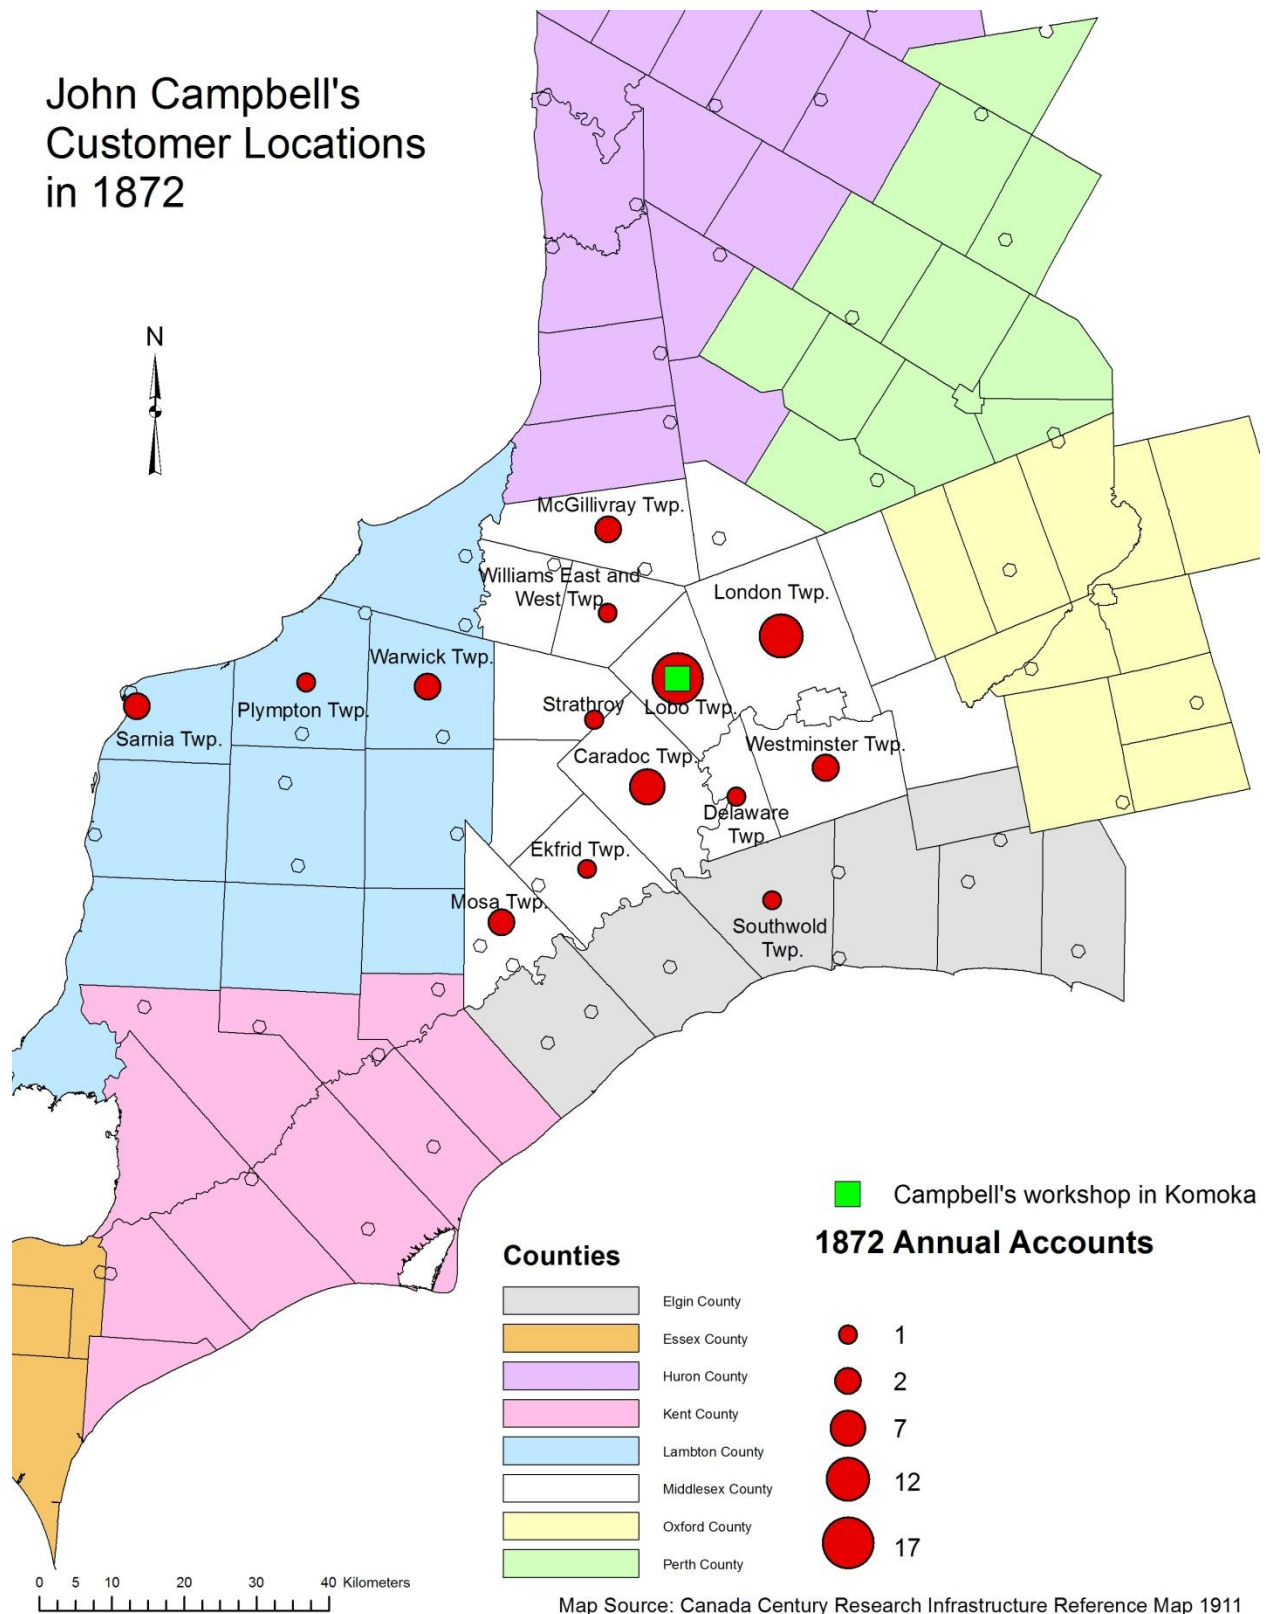 John Campbell's
Customer Locations
in 1872
N
McGillivray Twp.
Williams East and
West Twp.
London Twp.
Warwick Twp.
Plympton Twp.
Sarnia Twp.
Strathroy
Lobo Twp.
Caradoc Twp.
Westminster Twp.
Delaware
Twp.
Ekfrid Twp.
Mosa Twp.
Southwold
Twp.
Campbell's workshop in Komoka
1872 Annual Accounts
1
2
7
12
17
Counties
Elgin County
Essex County
Huron County
Kent County
Lambton County
Middlesex County
Oxford County
Perth County
0 5 10 20 30 40 Kilometers
Map Source: Canada Century Research Infrastructure Reference Map 1911